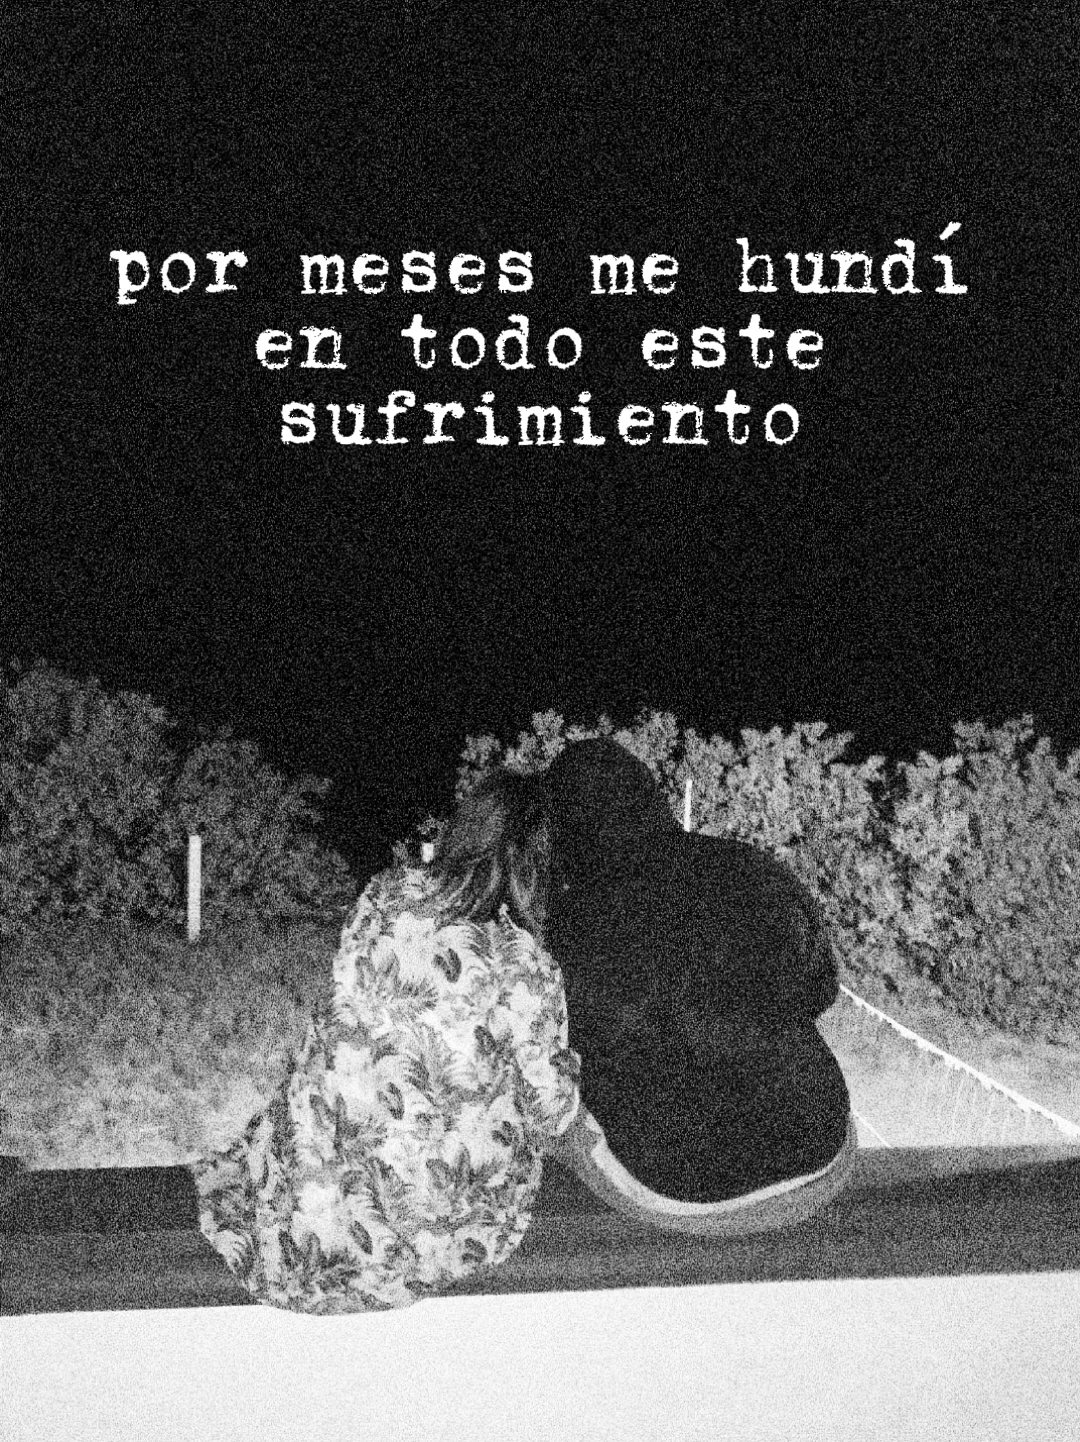 por meses me hundí
en todo este
sufrimiento